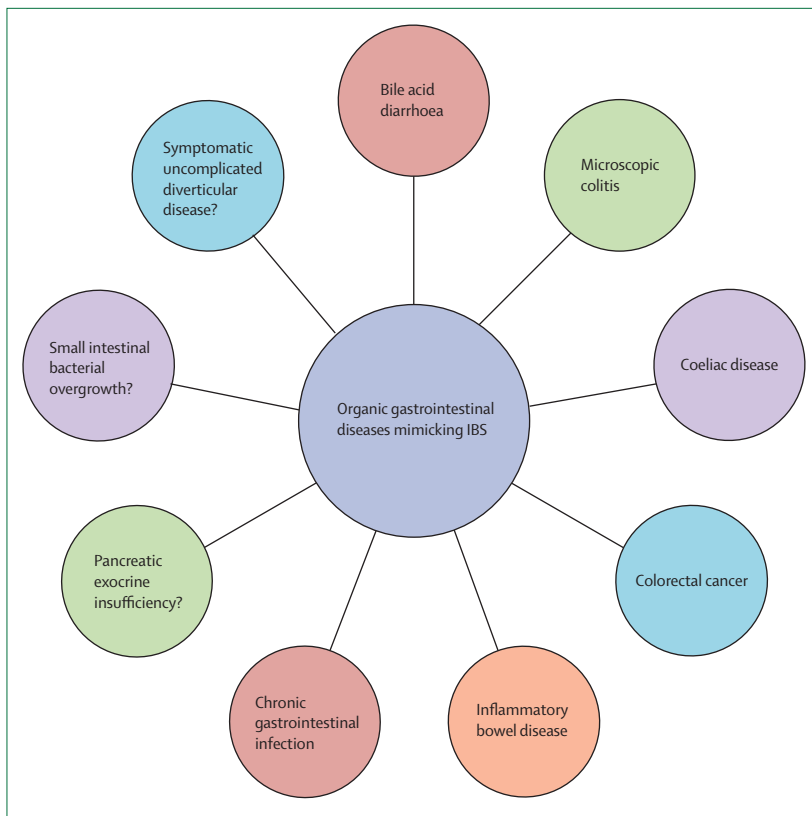 Bile acid
diarrhoea
Microscopic
colitis
Coeliac disease
Colorectal cancer
Inflammatory
bowel disease
Chronic
gastrointestinal
infection
Pancreatic
exocrine
insufficiency?
Small intestinal
bacterial
overgrowth?
Symptomatic
uncomplicated
diverticular
disease?
Organic gastrointestinal
diseases mimicking IBS